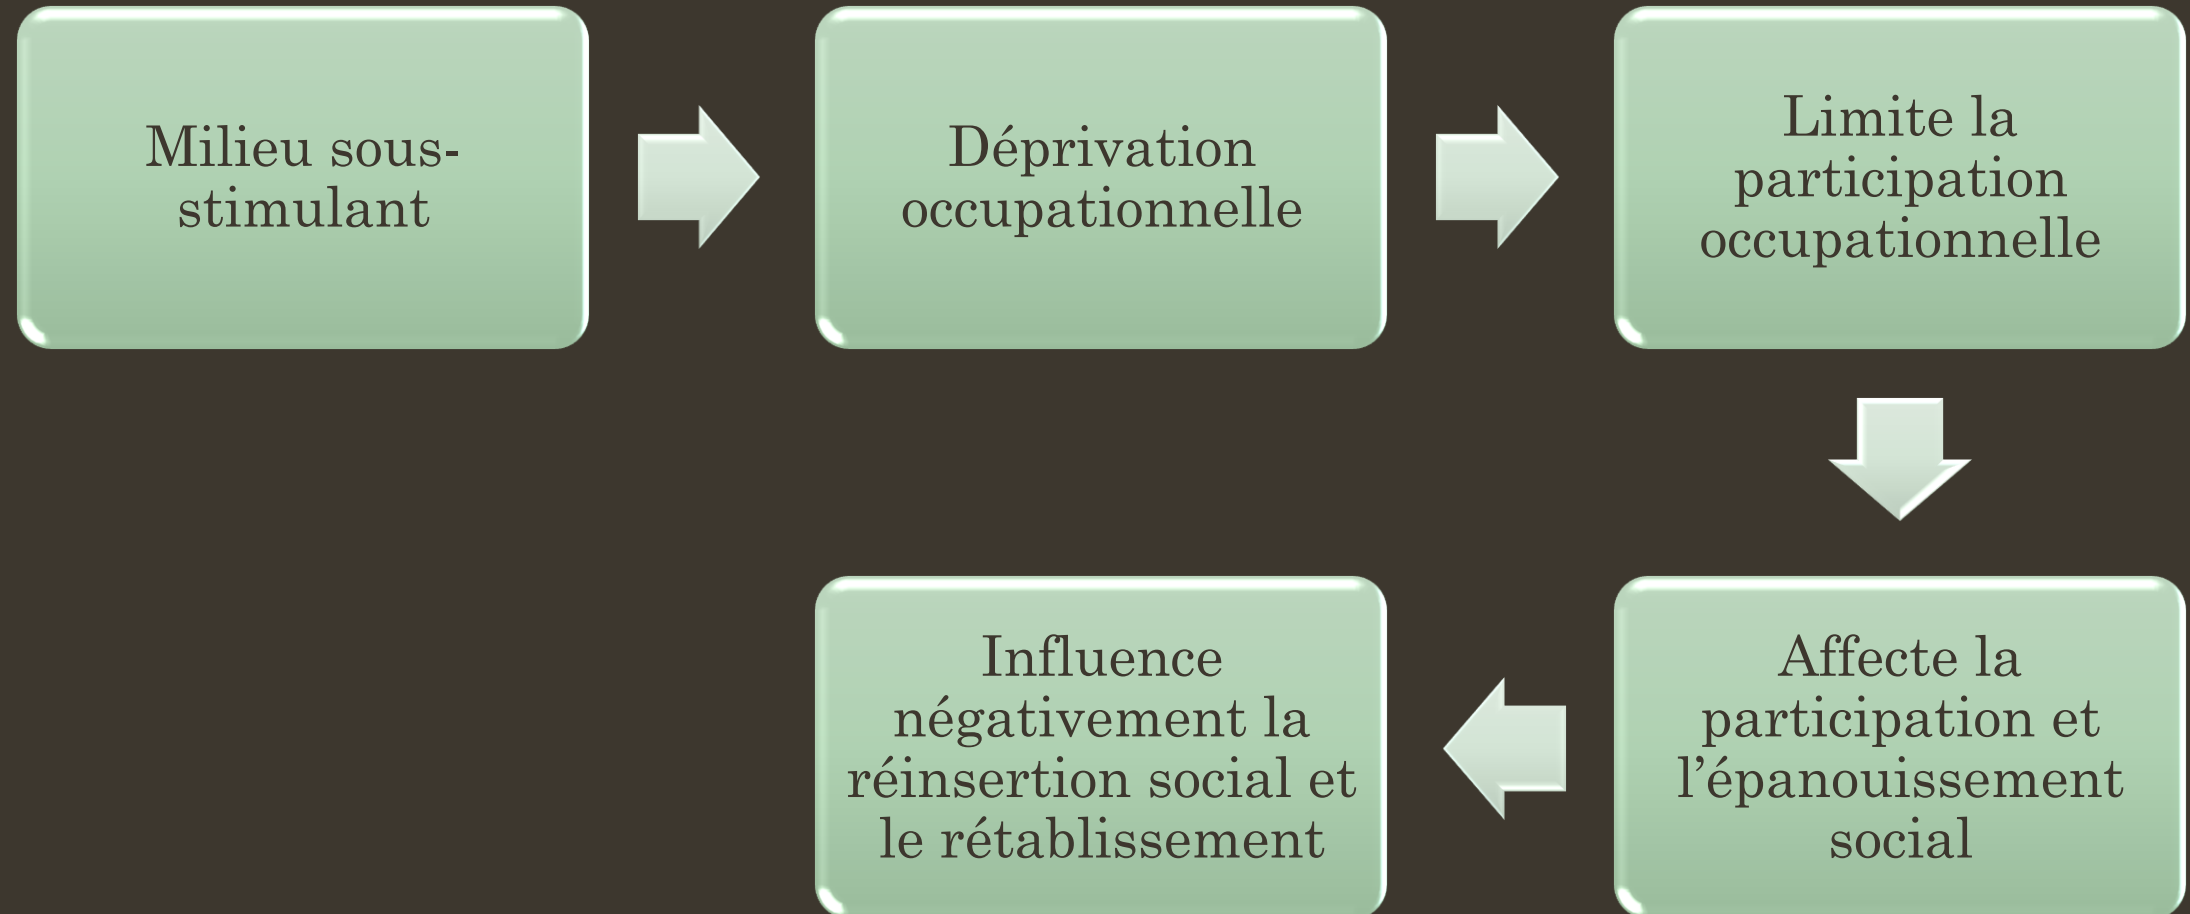 Milieu sous-
stimulant
Déprivation
occupationnelle
Limite la
participation
occupationnelle
Affecte la
participation et
l’épanouissement
social
Influence
négativement la
réinsertion social et
le rétablissement